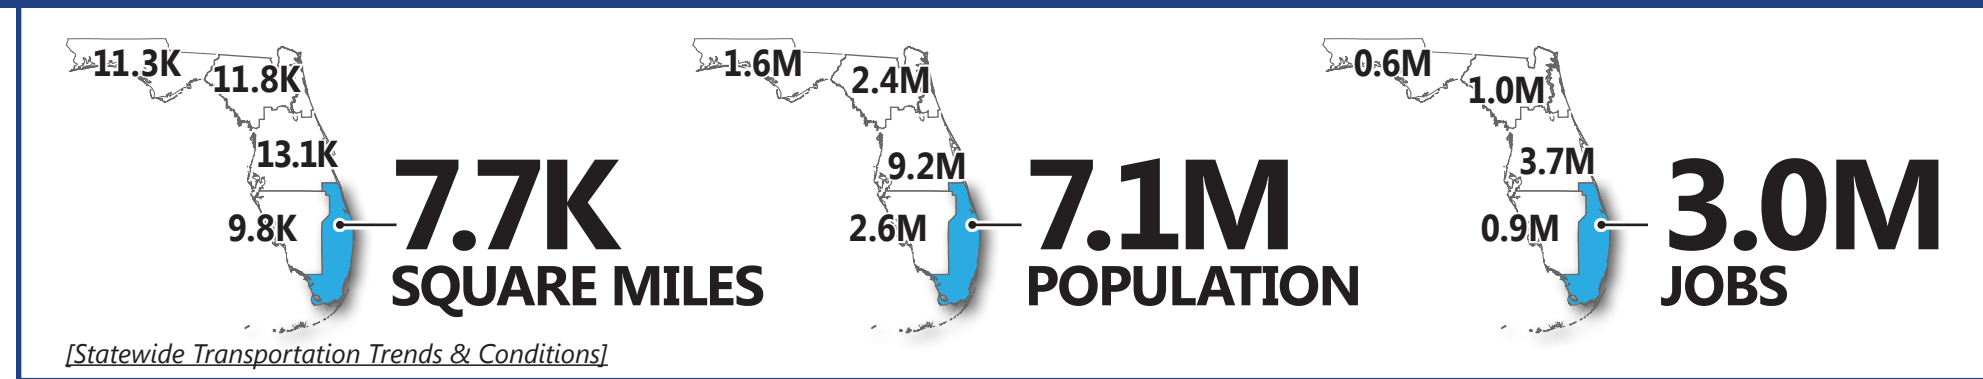 11.3K
11.8K
13.1K
9.8K
7.7K
SQUARE MILES
1.6M
2.4M
9.2M
2.6M
7.1M
POPULATION
0.6M
1.0M
3.7M
0.9M
3.0M
JOBS
[Statewide Transportation Trends & Conditions]